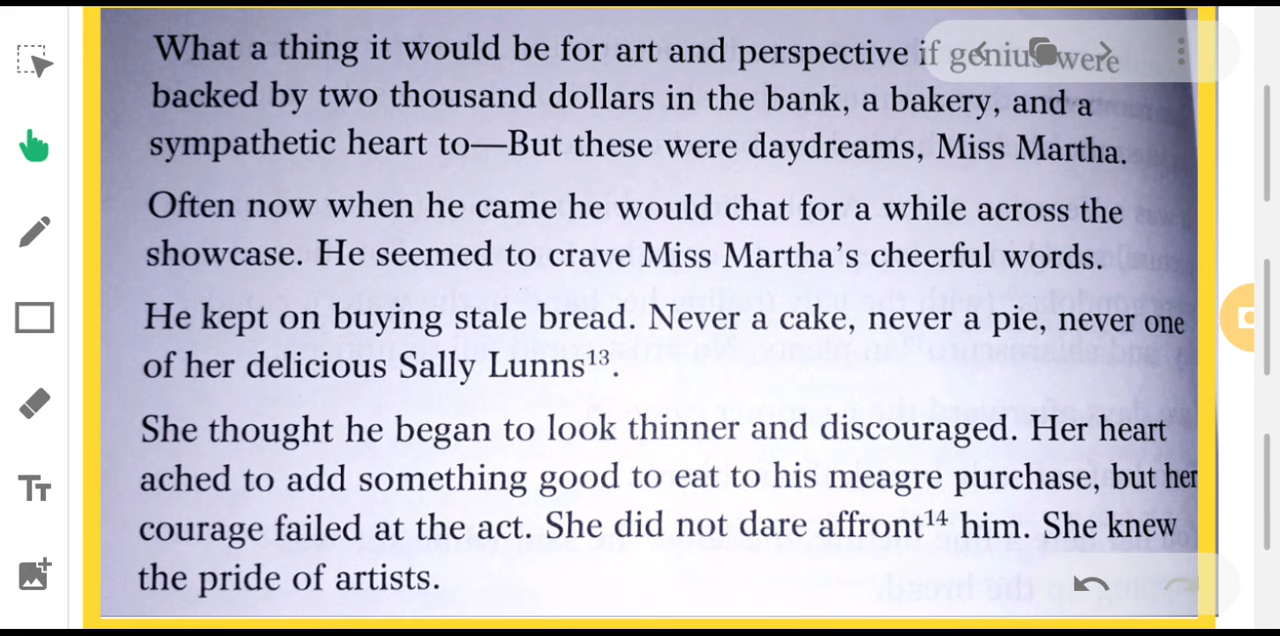 What a thing it would be for art and perspective if genius were
backed by two thousand dollars in the bank, a bakery, and a
sympathetic heart to—But these were daydreams, Miss Martha.
Often now when he came he would chat for a while across the
showcase. He seemed to crave Miss Martha's cheerful words.
He kept on buying stale bread. Never a cake, never a pie, never one
of her delicious Sally Lunns¹³.
She thought he began to look thinner and discouraged. Her heart
ached to add something good to eat to his meagre purchase, but her
courage failed at the act. She did not dare affront¹⁴ him. She knew
the pride of artists.